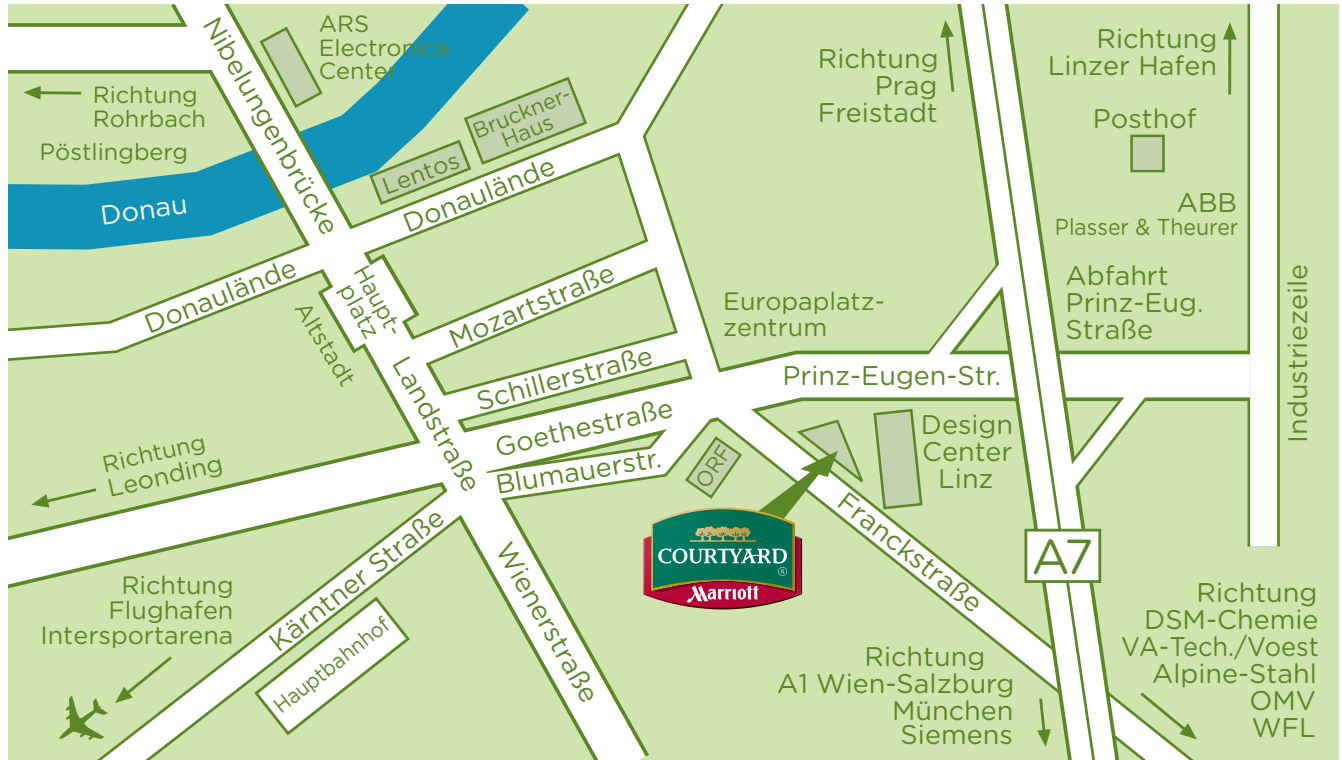 Nibelungenbrücke
ARS
Electronica
Center
Richtung
Rohrbach
Pöstlingberg
Donau
Bruckner-
Haus
Lentos
Donaulände
Donaulände
Haupt-
platz
Altstadt
Mozartstraße
Schillerstraße
Goethestraße
Blumauerstr.
Landstraße
Richtung
Leonding
Kärntner Straße
Hauptbahnhof
Wienerstraße
Richtung
Flughafen
Intersportarena
Richtung
Prag
Freistadt
Richtung
Linzer Hafen
Posthof
ABB
Plasser & Theurer
Abfahrt
Prinz-Eug.
Straße
Industriezeile
Europaplatz-
zentrum
Prinz-Eugen-Str.
Design
Center
Linz
ORF
COURTYARD
®
Marriott
Franckstraße
A7
Richtung
A1 Wien-Salzburg
München
Siemens
Richtung
DSM-Chemie
VA-Tech./Voest
Alpine-Stahl
OMV
WFL